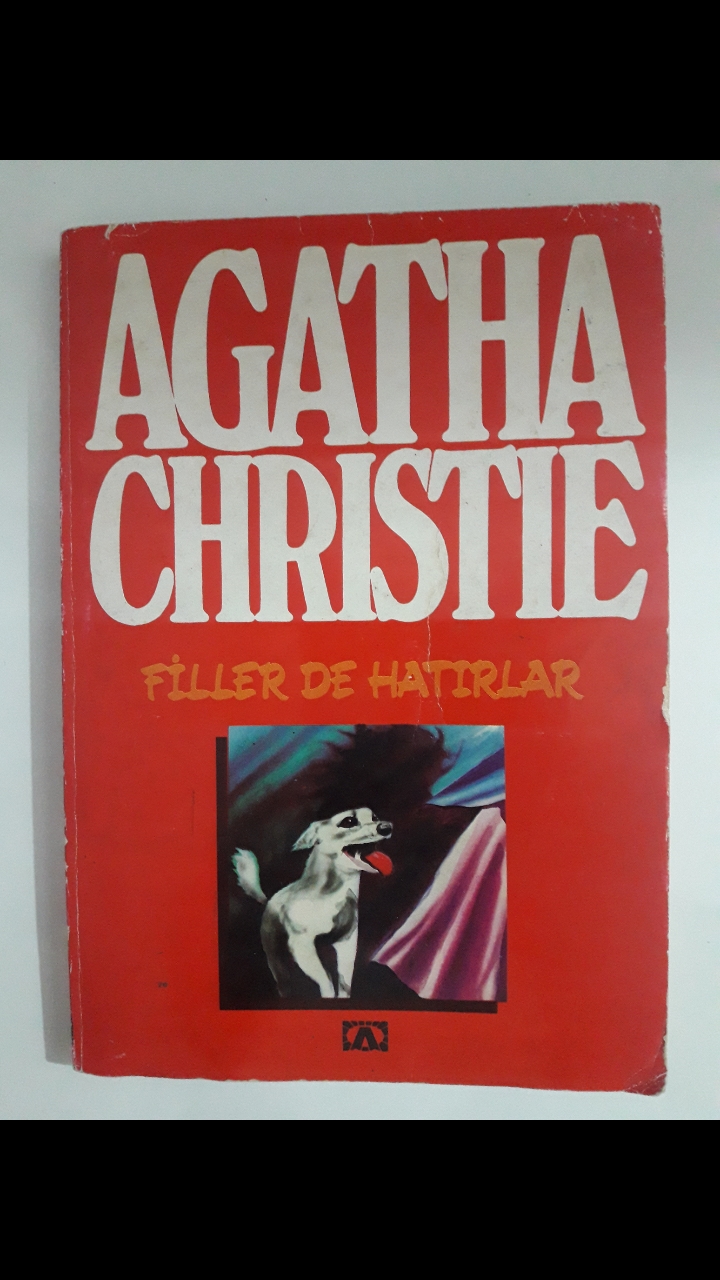 AGATHA
CHRISTIE
FİLLER DE HATIRLAR
A